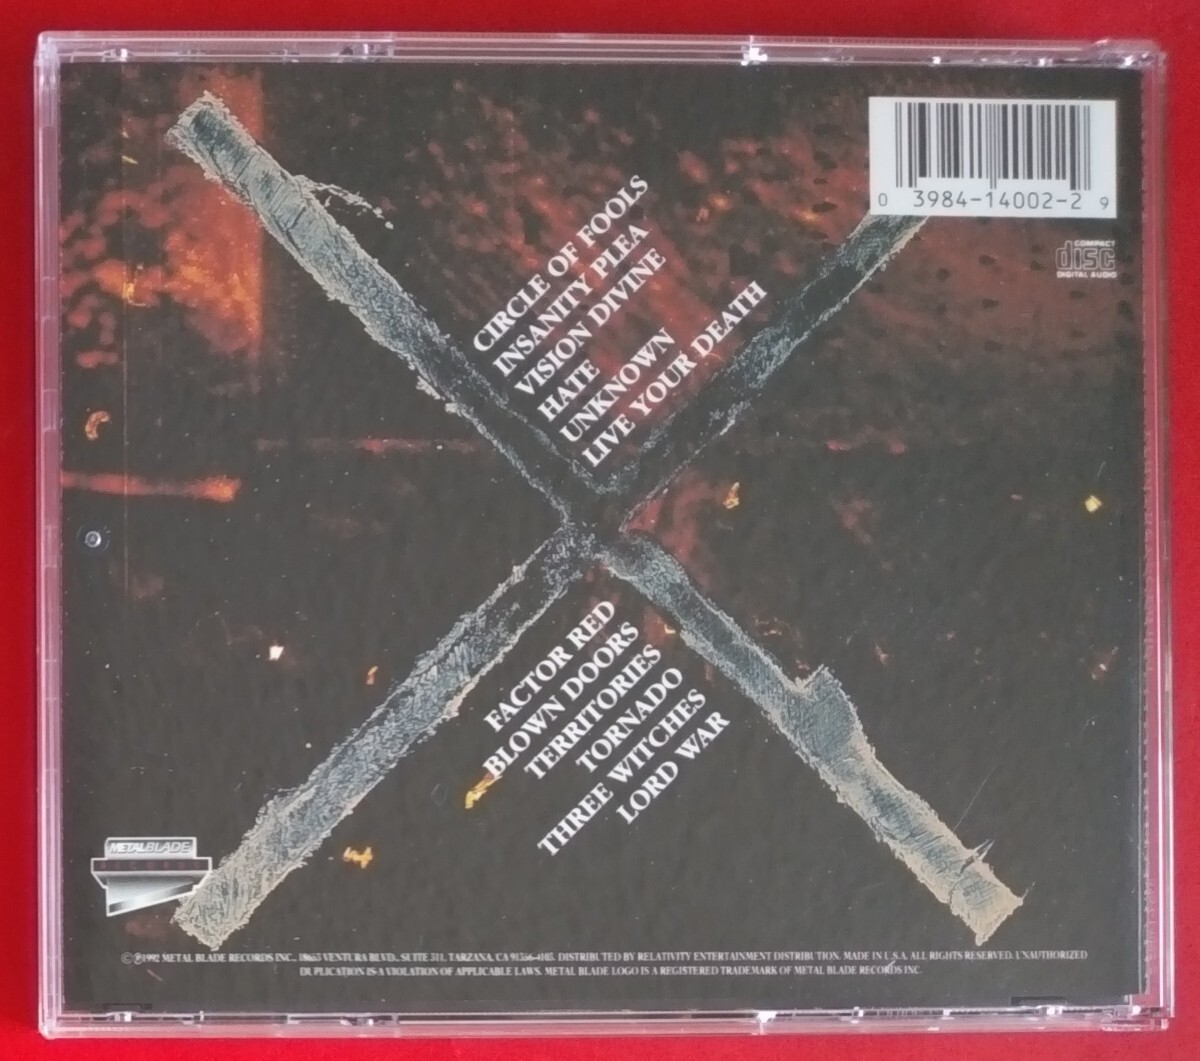 0 3984-14002-2 9
COMPACT
disc
DIGITAL AUDIO
CIRCLE OF FOOLS
INSANITY PLEA
VISION DIVINE
HATE
UNKNOWN
LIVE YOUR DEATH
FACTOR RED
BLOWN DOORS
TERRITORIES
TORNADO
THREE WITCHES
LORD WAR
METALBLADE
©℗1992 METAL BLADE RECORDS INC., 18653 VENTURA BLVD., SUITE 311, TARZANA, CA 91356-4105. DISTRIBUTED BY RELATIVITY ENTERTAINMENT DISTRIBUTION. MADE IN U.S.A. ALL RIGHTS RESERVED. UNAUTHORIZED
DUPLICATION IS A VIOLATION OF APPLICABLE LAWS. METAL BLADE LOGO IS A REGISTERED TRADEMARK OF METAL BLADE RECORDS INC.